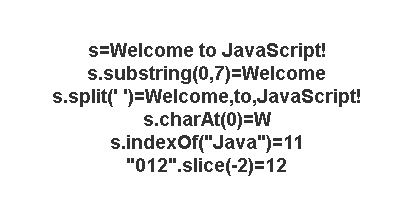 s=Welcome to JavaScript!
s.substring(0,7)=Welcome
s.split(' ')=Welcome,to,JavaScript!
s.charAt(0)=W
s.indexOf("Java")=11
"012".slice(-2)=12